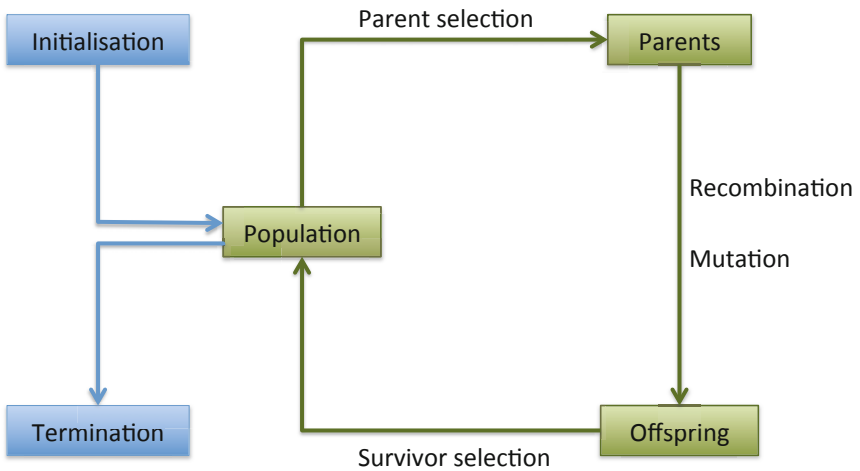 Parent selection
Initialisation
Parents
Recombination
Population
Mutation
Termination
Offspring
Survivor selection